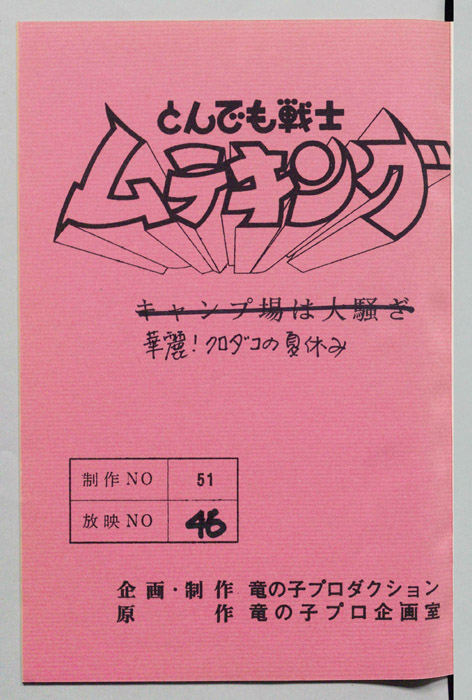 とんでも戦士
ムテキング
キャンプ場は大騒ぎ
華麗!クロダコの夏休み
制作NO 51
放映NO 46
企画・制作 竜の子プロダクション
原作 竜の子プロ企画室